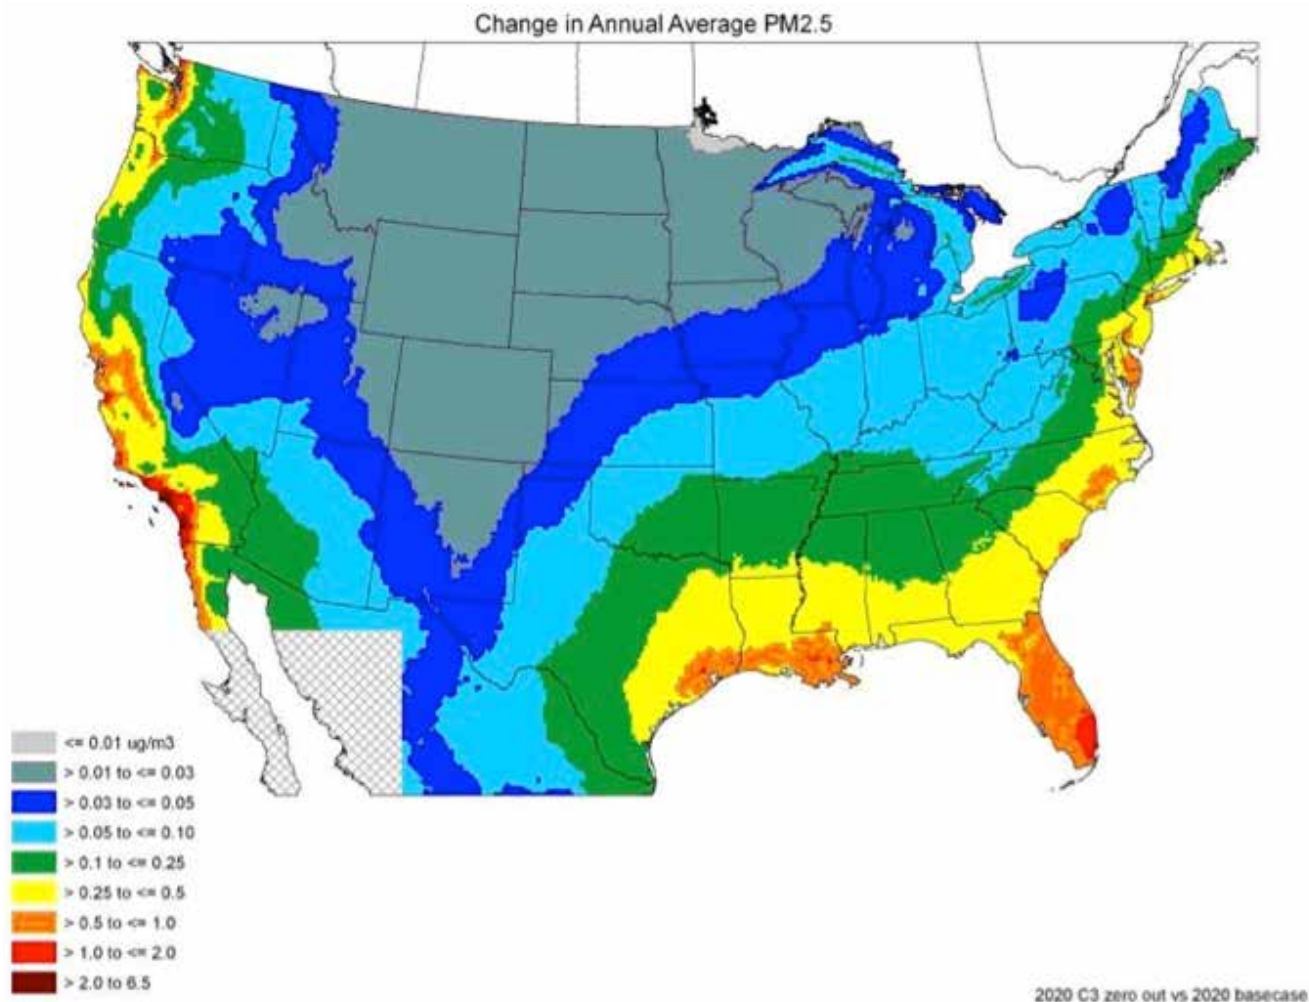 Change in Annual Average PM2.5
<= 0.01 ug/m3
> 0.01 to <= 0.03
> 0.03 to <= 0.05
> 0.05 to <= 0.10
> 0.1 to <= 0.25
> 0.25 to <= 0.5
> 0.5 to <= 1.0
> 1.0 to <= 2.0
> 2.0 to 6.5
2020 C3 zero out vs 2020 basecase